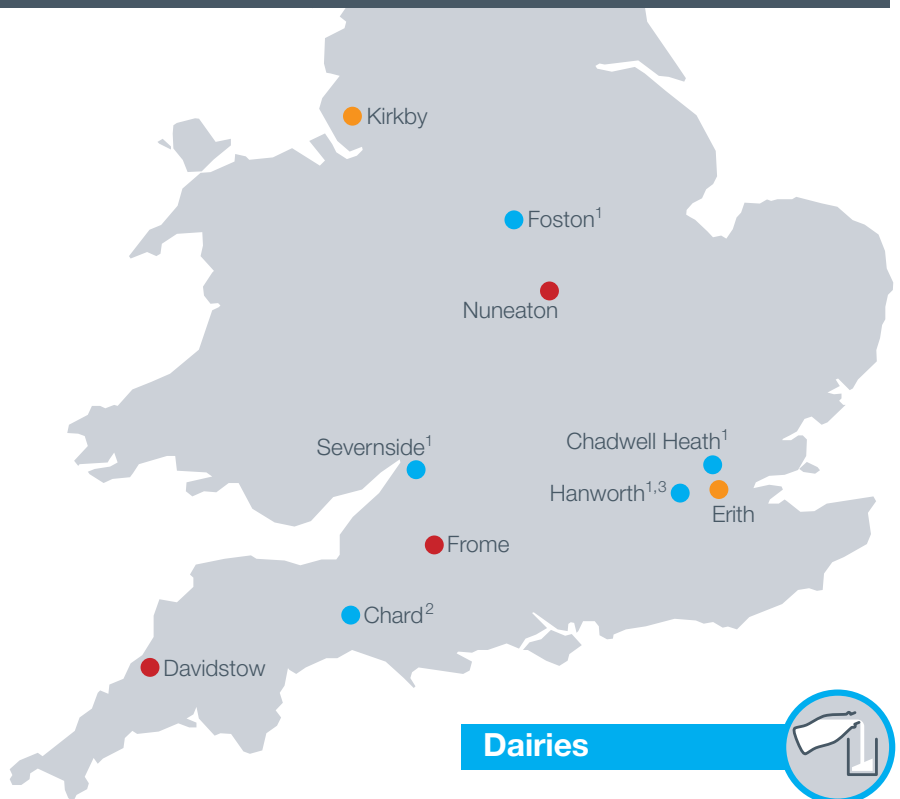 Kirkby
Foston1
Nuneaton
Severnside1
Chadwell Heath1
Hanworth1,3
Erith
Frome
Chard2
Davidstow
Dairies